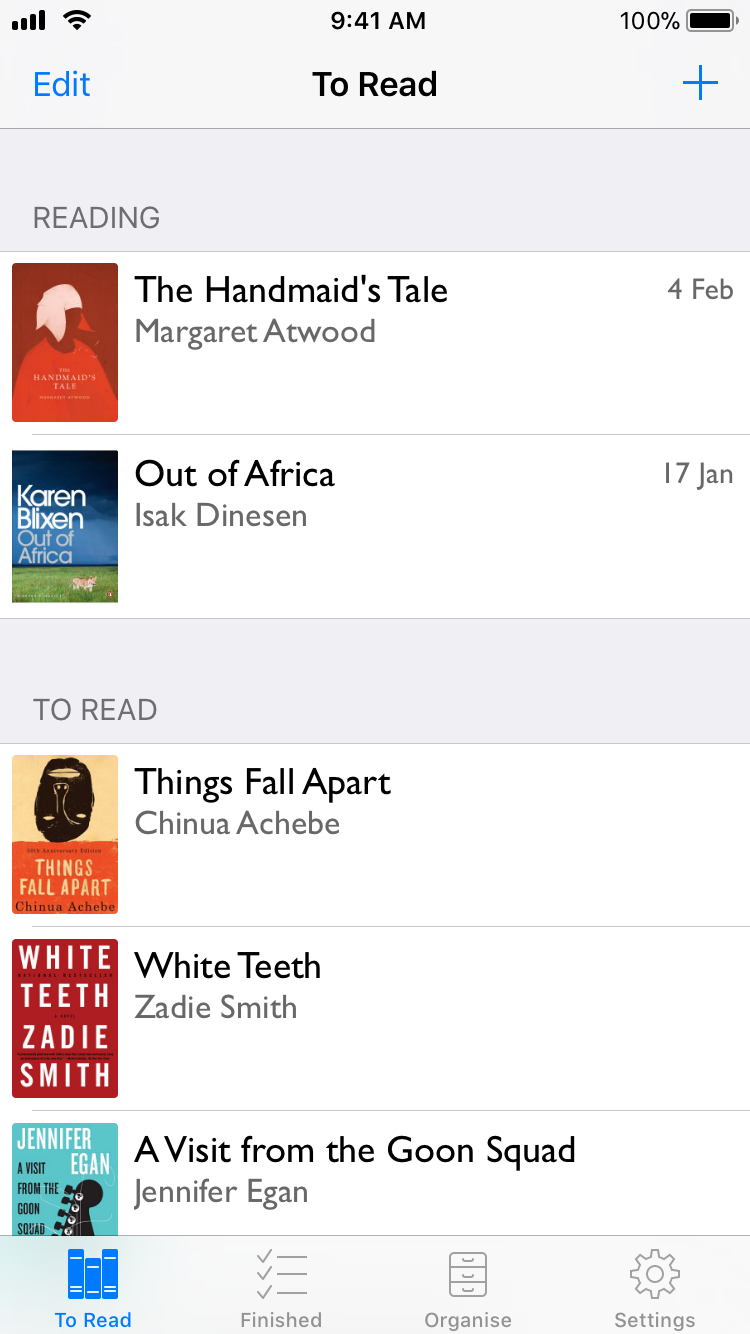 9:41 AM
100%
Edit
To Read
READING
THE
HANDMAID'S
TALE
MARGARET ATWOOD
The Handmaid's Tale
4 Feb
Margaret Atwood
Karen
Blixen
Out of
Africa
Out of Africa
17 Jan
Isak Dinesen
TO READ
50th Anniversary Edition
THINGS
FALL APART
Chinua Achebe
Things Fall Apart
Chinua Achebe
WHITE
NATIONAL BESTSELLER
TEETH
A NOVEL
ZADIE
SMITH
White Teeth
Zadie Smith
JENNIFER
EGAN
A VISIT
FROM THE
GOON
SQUAD
A Visit from the Goon Squad
Jennifer Egan
To Read
Finished
Organise
Settings